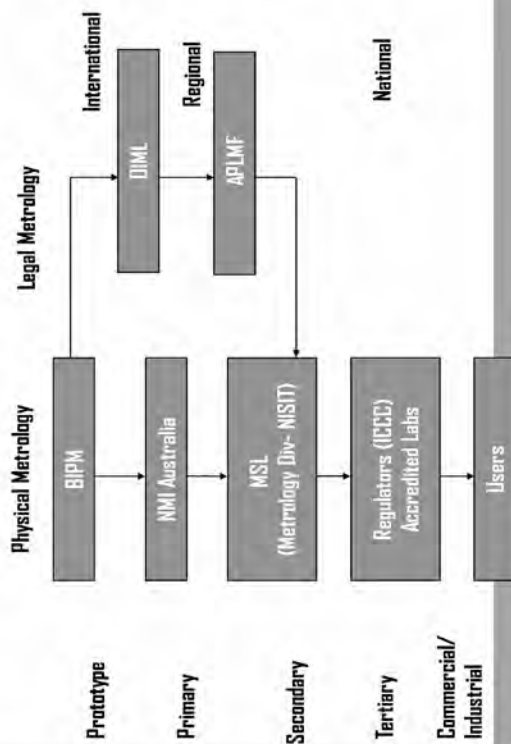 Physical Metrology
Legal Metrology
Prototype
BIPM
International
OIML
Primary
NMI Australia
Regional
APLMF
Secondary
MSL
(Metrology Div- NISIT)
National
Tertiary
Regulators (ICCC)
Accredited Labs
Commercial/
Industrial
Users